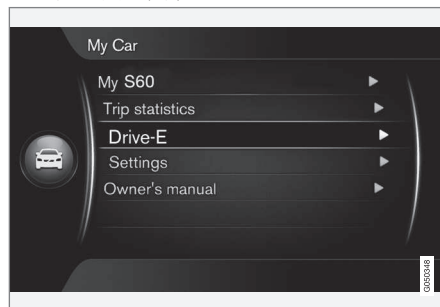 My Car
My S60
Trip statistics
Drive-E
Settings
Owner's manual
G050348